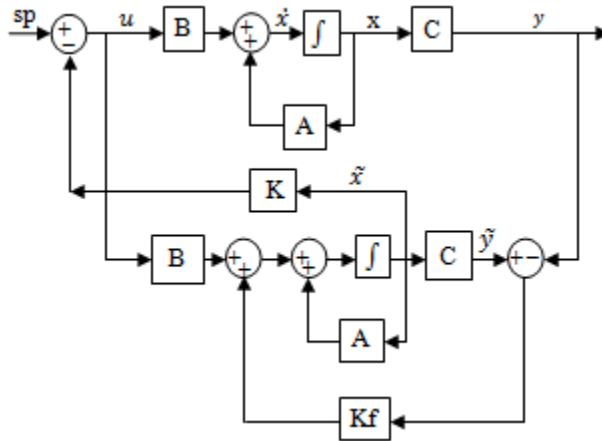 sp + − u B + + ẋ ∫ x C y
A
K x̃
B + + + + ∫ C ỹ + −
A
Kf